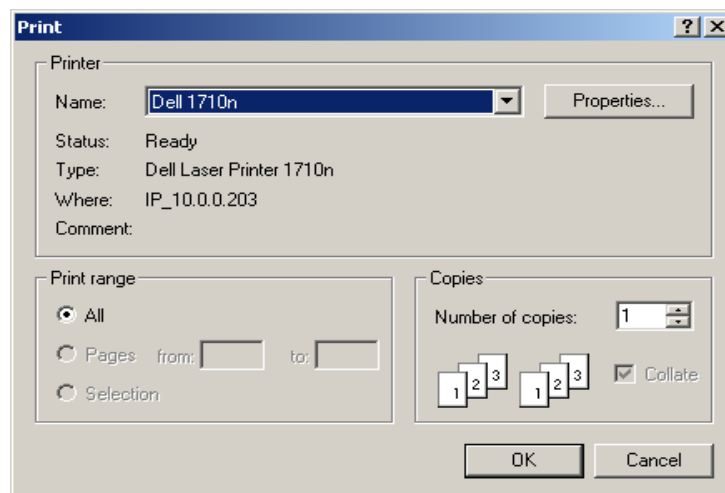 Print
Printer
Name: Dell 1710n Properties...
Status: Ready
Type: Dell Laser Printer 1710n
Where: IP_10.0.0.203
Comment:
Print range
All
Pages from: to:
Selection
Copies
Number of copies: 1
1 2 3 1 2 3 Collate
OK Cancel